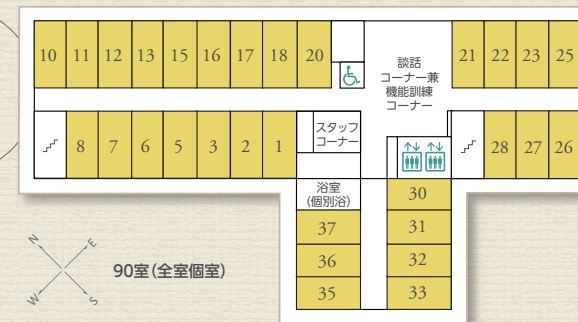 10 11 12 13 15 16 17 18 20
談話
コーナー兼
機能訓練
コーナー
21 22 23 25
8 7 6 5 3 2 1
スタッフ
コーナー
28 27 26
浴室
(個別浴)
30
37
31
36
32
35
33
N
E
W
S
90室(全室個室)